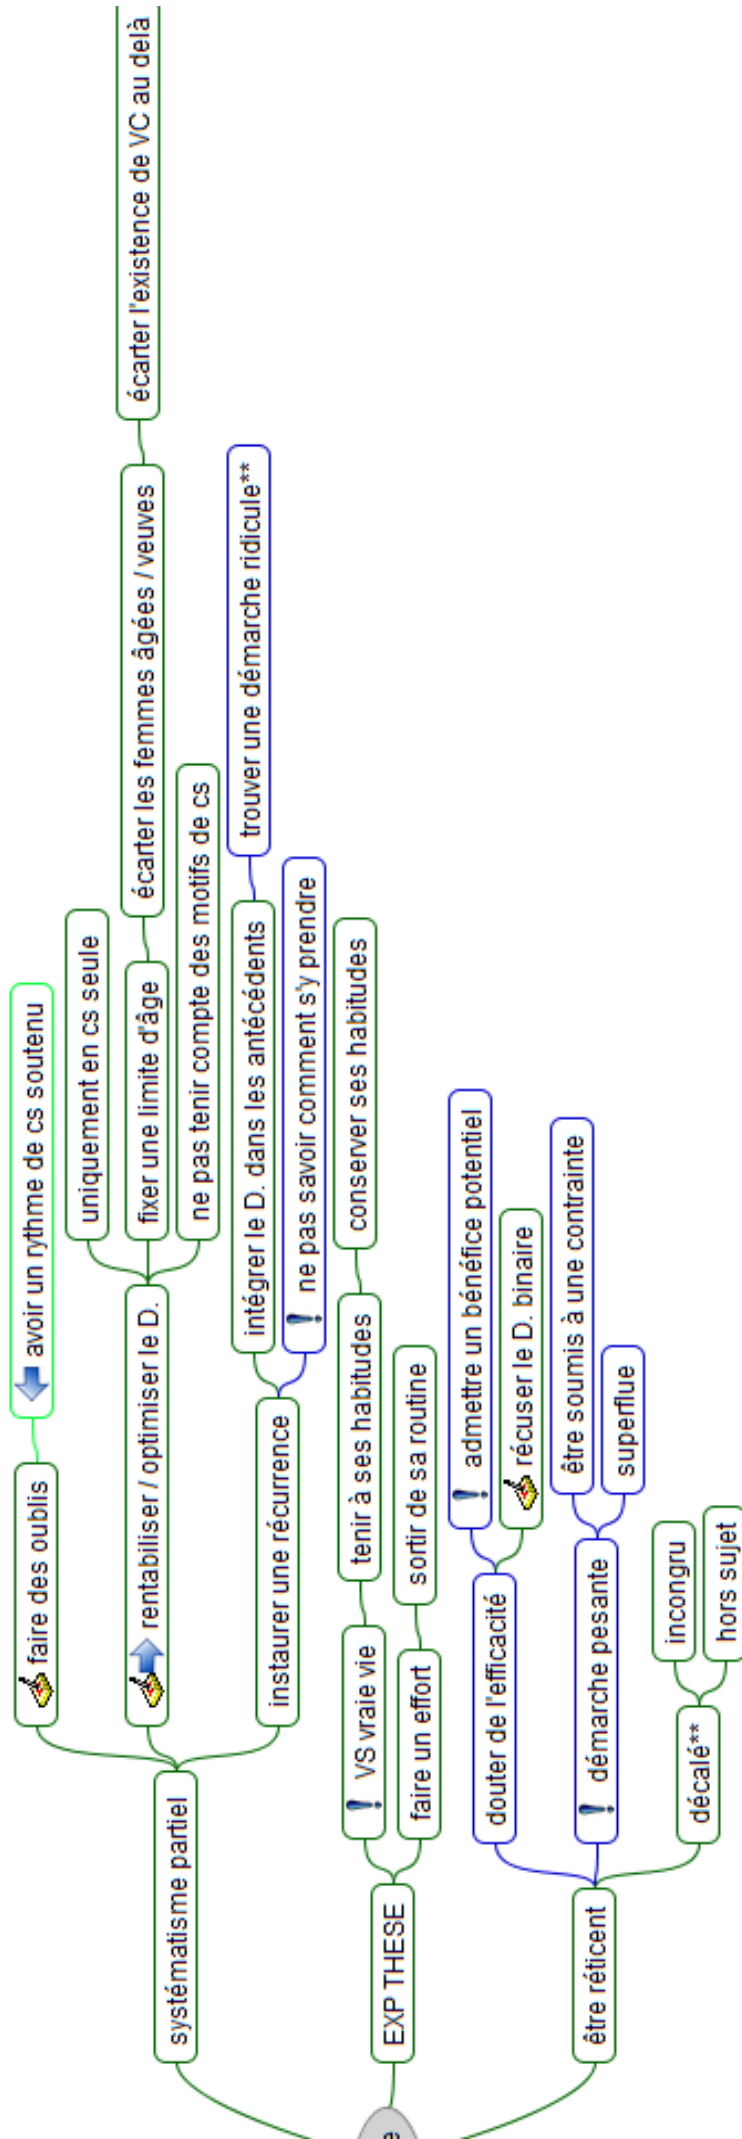 systématisme partiel
faire des oublis
avoir un rythme de cs soutenu
rentabiliser / optimiser le D.
uniquement en cs seule
fixer une limite d'âge
écarter les femmes âgées / veuves
écarter l'existence de VC au delà
ne pas tenir compte des motifs de cs
instaurer une récurrence
intégrer le D. dans les antécédents
trouver une démarche ridicule**
! ne pas savoir comment s'y prendre
EXP THESE
! VS vraie vie
tenir à ses habitudes
conserver ses habitudes
faire un effort
sortir de sa routine
être réticent
douter de l'efficacité
! admettre un bénéfice potentiel
récuser le D. binaire
! démarche pesante
être soumis à une contrainte
superflue
décalé**
incongru
hors sujet
e